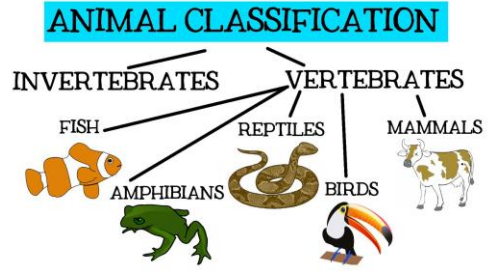 ANIMAL CLASSIFICATION
INVERTEBRATES
VERTEBRATES
FISH
REPTILES
MAMMALS
AMPHIBIANS
BIRDS